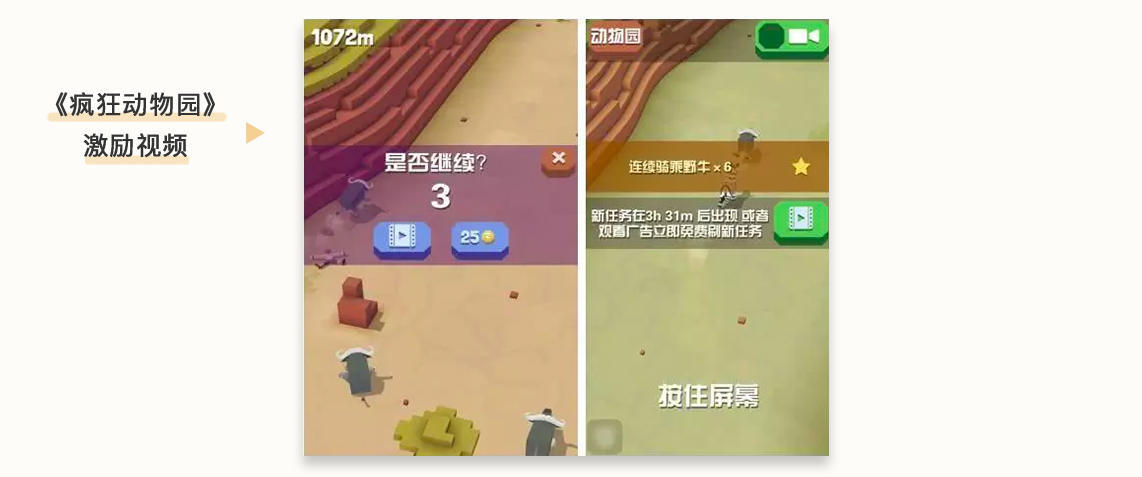 《疯狂动物园》
激励视频
1072m
是否继续?
3
25
动物园
连续骑乘野牛 x 6
新任务在3h 31m 后出现 或者
观看广告立即免费刷新任务
按住屏幕